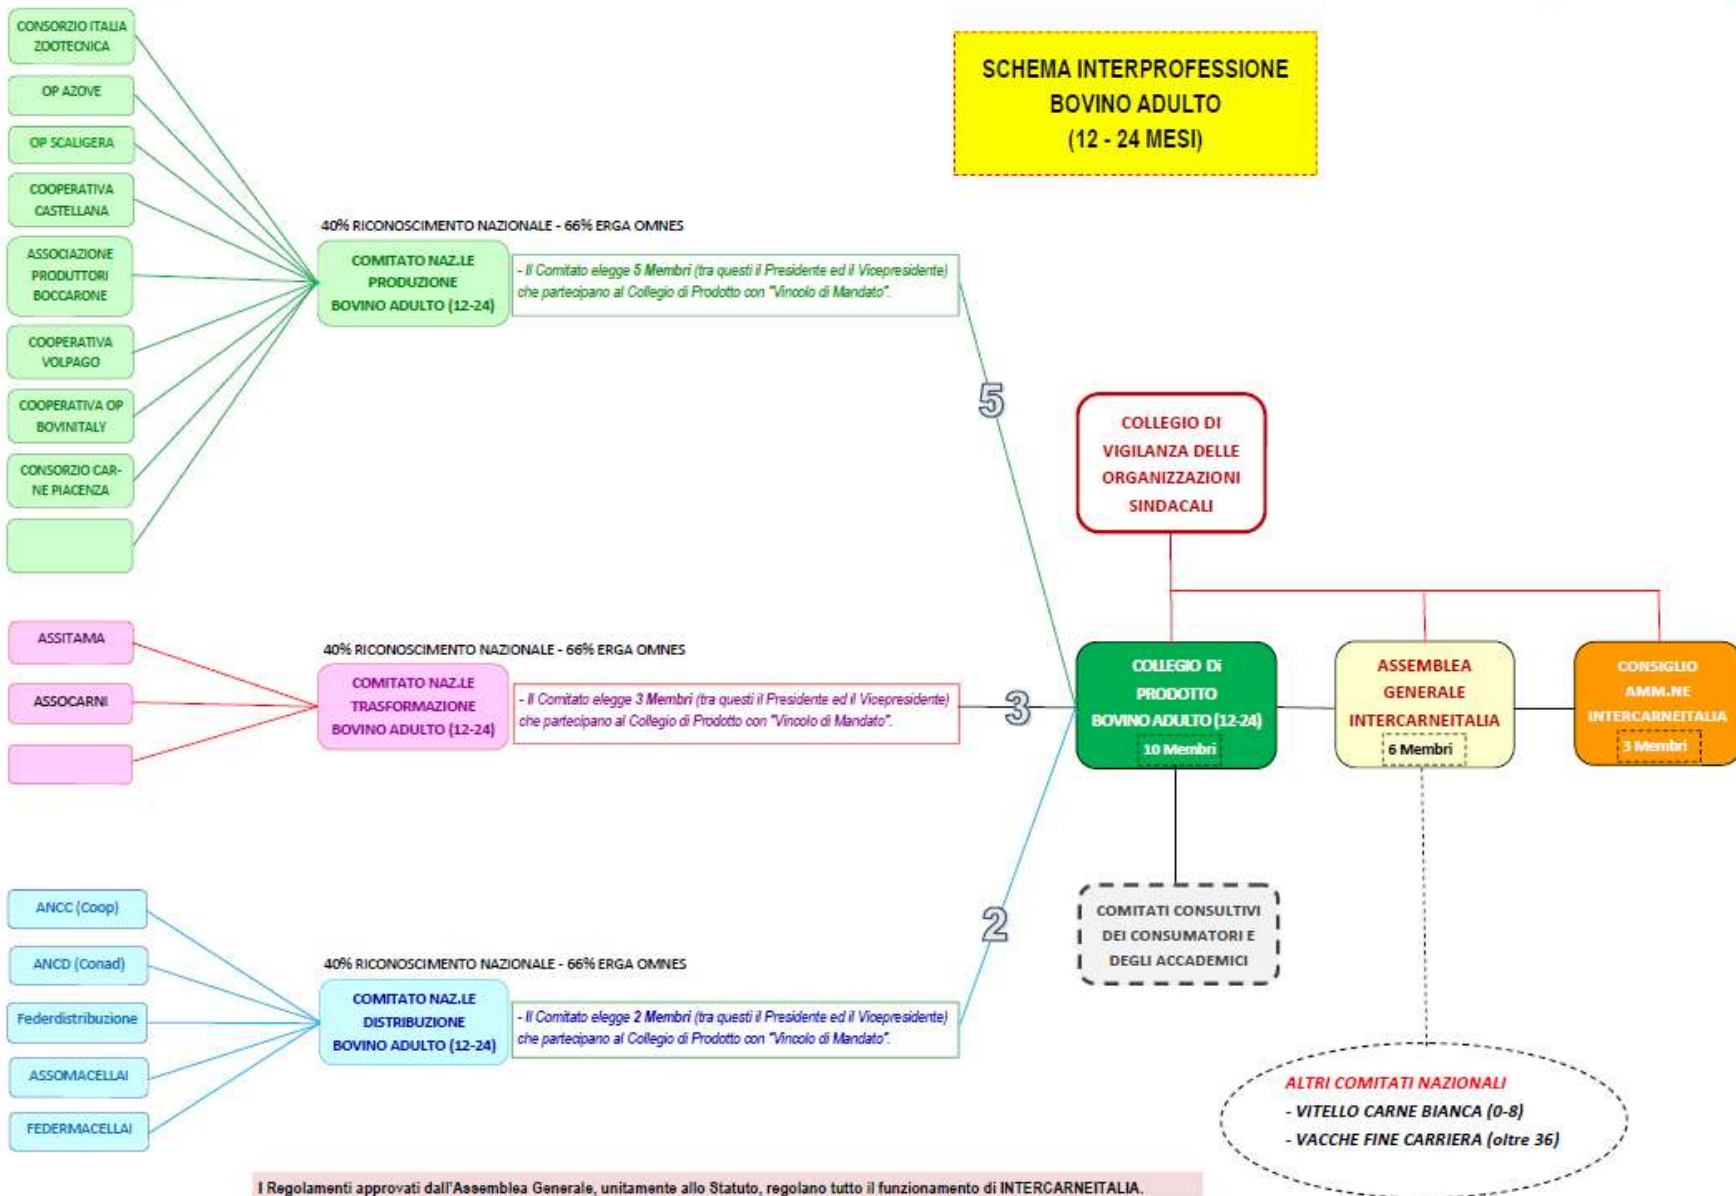 SCHEMA INTERPROFESSIONE
BOVINO ADULTO
(12 - 24 MESI)
CONSORZIO ITALIA
ZOOTECNICA
OP AZOVE
OP SCALIGERA
COOPERATIVA
CASTELLANA
ASSOCIAZIONE
PRODUTTORI
BOCCARONE
COOPERATIVA
VOLPAGO
COOPERATIVA OP
BOVINITALY
CONSORZIO CAR-
NE PIACENZA
40% RICONOSCIMENTO NAZIONALE - 66% ERGA OMNES
COMITATO NAZ.LE
PRODUZIONE
BOVINO ADULTO (12-24)
- Il Comitato elegge 5 Membri (tra questi il Presidente ed il Vicepresidente)
che partecipano al Collegio di Prodotto con "Vincolo di Mandato".
5
ASSITAMA
ASSOCARNI
40% RICONOSCIMENTO NAZIONALE - 66% ERGA OMNES
COMITATO NAZ.LE
TRASFORMAZIONE
BOVINO ADULTO (12-24)
- Il Comitato elegge 3 Membri (tra questi il Presidente ed il Vicepresidente)
che partecipano al Collegio di Prodotto con "Vincolo di Mandato".
3
ANCC (Coop)
ANCD (Conad)
Federdistribuzione
ASSOMACELLAI
FEDERMACELLAI
40% RICONOSCIMENTO NAZIONALE - 66% ERGA OMNES
COMITATO NAZ.LE
DISTRIBUZIONE
BOVINO ADULTO (12-24)
- Il Comitato elegge 2 Membri (tra questi il Presidente ed il Vicepresidente)
che partecipano al Collegio di Prodotto con "Vincolo di Mandato".
2
COLLEGIO DI
VIGILANZA DELLE
ORGANIZZAZIONI
SINDACALI
COLLEGIO Di
PRODOTTO
BOVINO ADULTO (12-24)
10 Membri
ASSEMBLEA
GENERALE
INTERCARNEITALIA
6 Membri
CONSIGLIO
AMM.NE
INTERCARNEITALIA
3 Membri
COMITATI CONSULTIVI
DEI CONSUMATORI E
DEGLI ACCADEMICI
ALTRI COMITATI NAZIONALI
- VITELLO CARNE BIANCA (0-8)
- VACCHE FINE CARRIERA (oltre 36)
I Regolamenti approvati dall'Assemblea Generale, unitamente allo Statuto, regolano tutto il funzionamento di INTERCARNEITALIA.